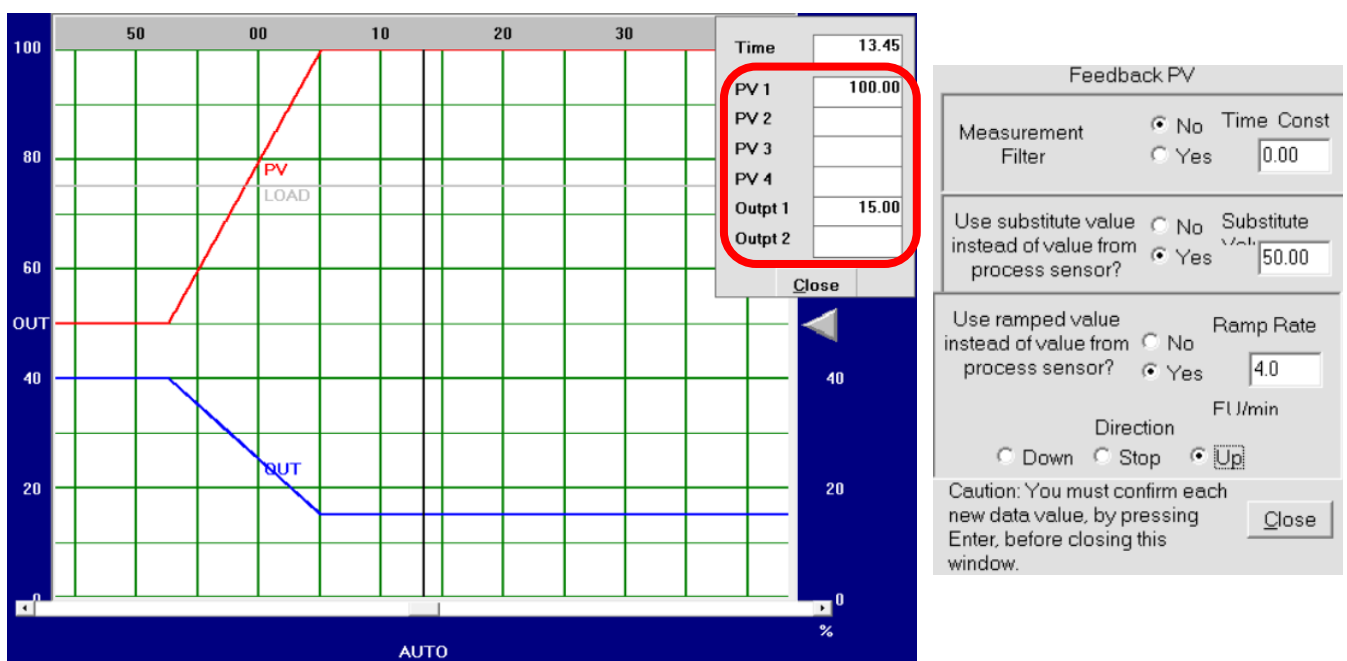 50 00 10 20 30
100
80
60
OUT
40
20
0
PV
LOAD
OUT
Time 13.45
PV 1 100.00
PV 2
PV 3
PV 4
Outpt 1 15.00
Outpt 2
Close
40
20
0
%
AUTO
Feedback PV
Measurement
Filter
No
Yes
Time Const
0.00
Use substitute value
instead of value from
process sensor?
No
Yes
Substitute
50.00
Use ramped value
instead of value from
process sensor?
No
Yes
Ramp Rate
4.0
Direction
Down Stop Up
Caution: You must confirm each
new data value, by pressing
Enter, before closing this
window.
Close